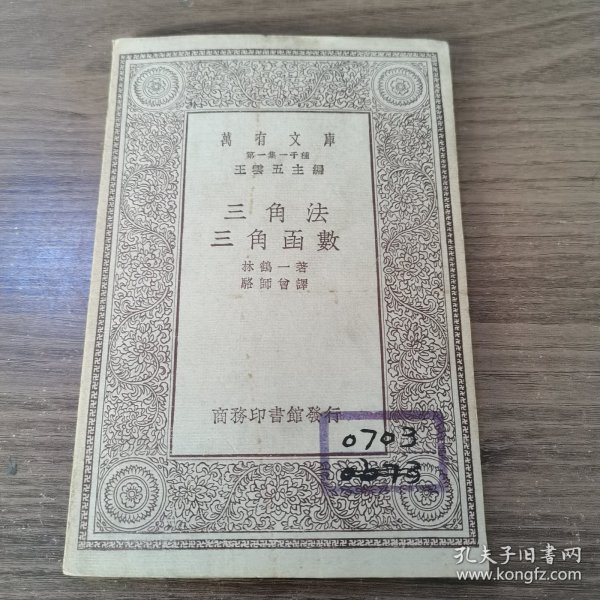 萬有文庫
第一集一千種
王雲五主編
三角法
三角函數
林鶴一著
駱師曾譯
商務印書館發行
0703
孔夫子旧书网
www.kongfz.com